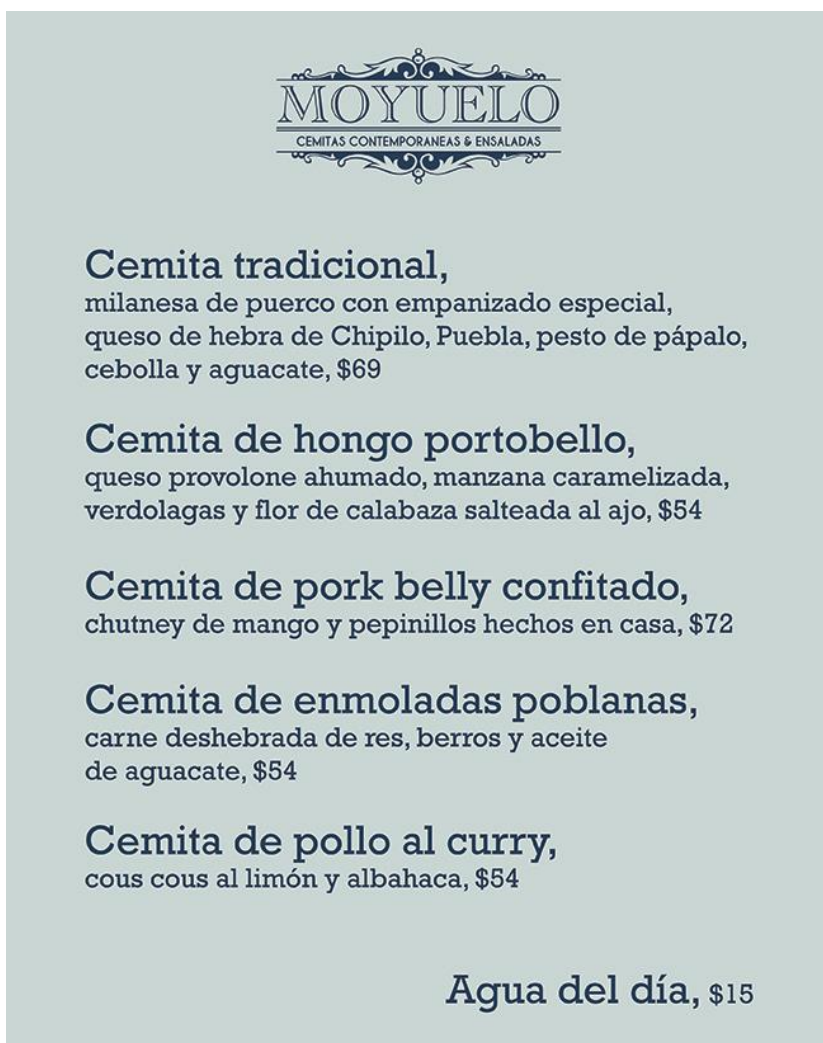 MOYUELO
CEMITAS CONTEMPORANEAS & ENSALADAS
Cemita tradicional,
milanesa de puerco con empanizado especial,
queso de hebra de Chipilo, Puebla, pesto de pápalo,
cebolla y aguacate, $69
Cemita de hongo portobello,
queso provolone ahumado, manzana caramelizada,
verdolagas y flor de calabaza salteada al ajo, $54
Cemita de pork belly confitado,
chutney de mango y pepinillos hechos en casa, $72
Cemita de enmoladas poblanas,
carne deshebrada de res, berros y aceite
de aguacate, $54
Cemita de pollo al curry,
cous cous al limón y albahaca, $54
Agua del día, $15